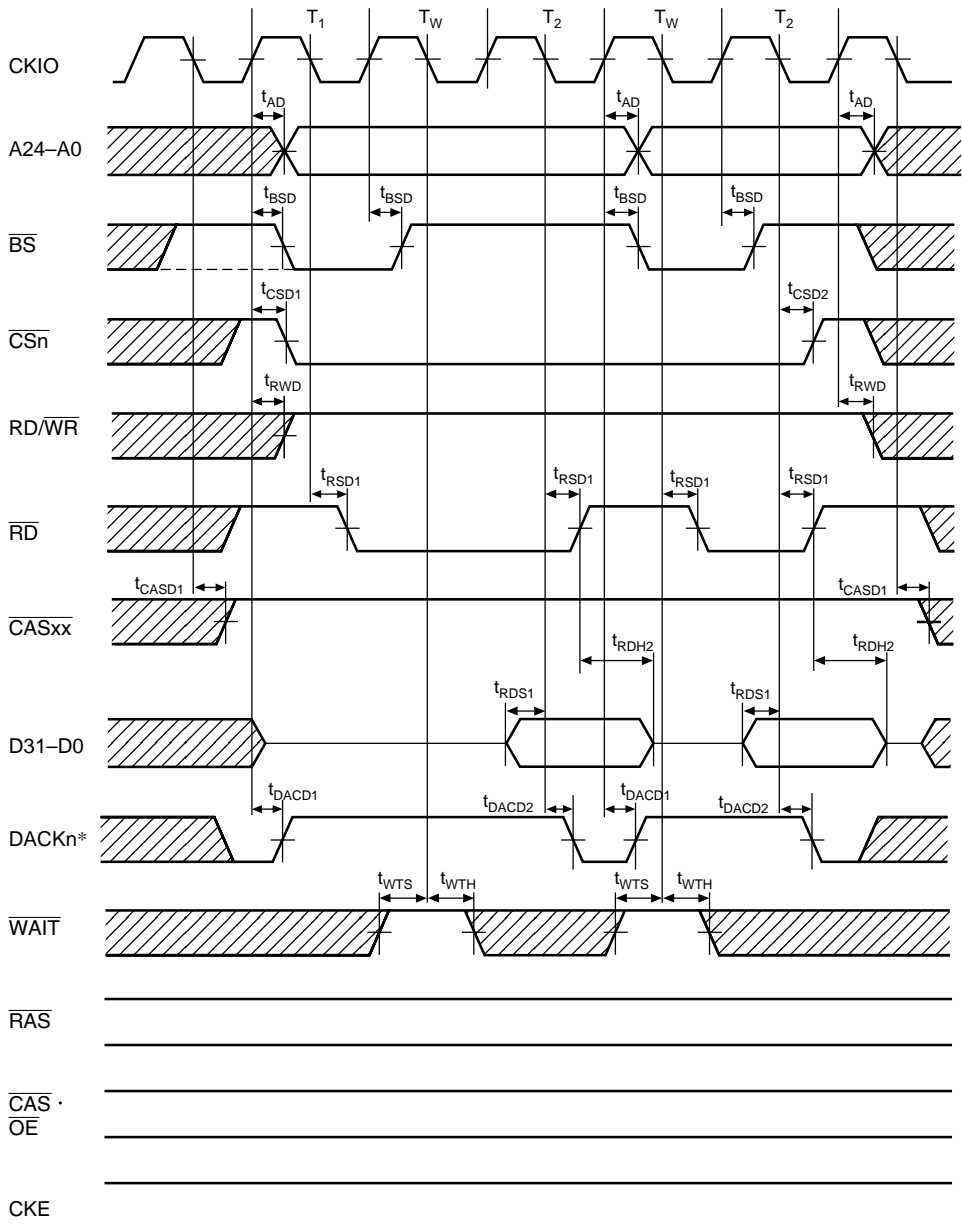 T1 TW T2 TW T2
CKIO
tAD tAD tAD
A24–A0
tBSD tBSD tBSD tBSD
BS
tCSD1 tCSD2
CSn
tRWD tRWD
RD/WR
tRSD1 tRSD1 tRSD1 tRSD1
RD
tCASD1 tCASD1
CASxx
tRDH2 tRDH2
tRDS1 tRDS1
D31–D0
tDACD1 tDACD2 tDACD1 tDACD2
DACKn*
tWTS tWTH tWTS tWTH
WAIT
RAS
CAS ·
OE
CKE